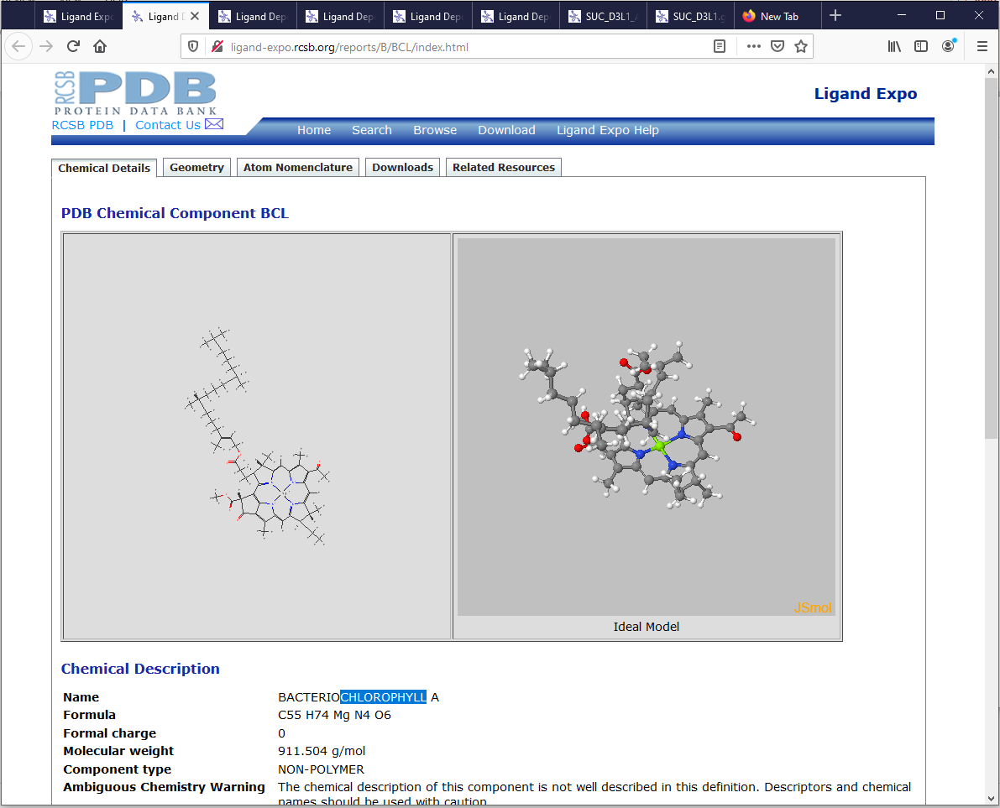 Ligand Exp
Ligand D
Ligand Dep
Ligand Dep
Ligand Dep
Ligand Dep
SUC_D3L1_
SUC_D3L1.
New Tab
ligand-expo.rcsb.org/reports/B/BCL/index.html
RCSB PDB
PROTEIN DATA BANK
Ligand Expo
RCSB PDB | Contact Us
Home Search Browse Download Ligand Expo Help
Chemical Details Geometry Atom Nomenclature Downloads Related Resources
PDB Chemical Component BCL
JSmol
Ideal Model
Chemical Description
Name BACTERIOCHLOROPHYLL A
Formula C55 H74 Mg N4 O6
Formal charge 0
Molecular weight 911.504 g/mol
Component type NON-POLYMER
Ambiguous Chemistry Warning The chemical description of this component is not well described in this definition. Descriptors and chemical
names should be used with caution